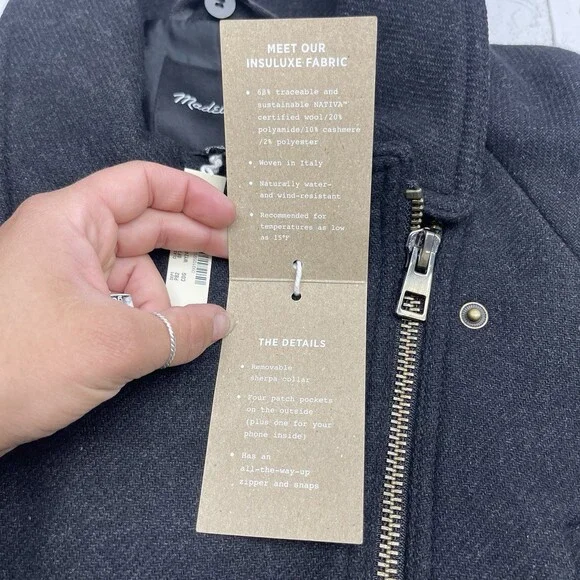 MEET OUR
INSULUXE FABRIC
• 68% traceable and
sustainable NATIVA™
certified wool/20%
polyamide/10% cashmere
/2% polyester
• Woven in Italy
• Naturally water-
and wind-resistant
• Recommended for
temperatures as low
as 15°F
THE DETAILS
• Removable
sherpa collar
• Four patch pockets
on the outside
(plus one for your
phone inside)
• Has an
all-the-way-up
zipper and snaps
Madew